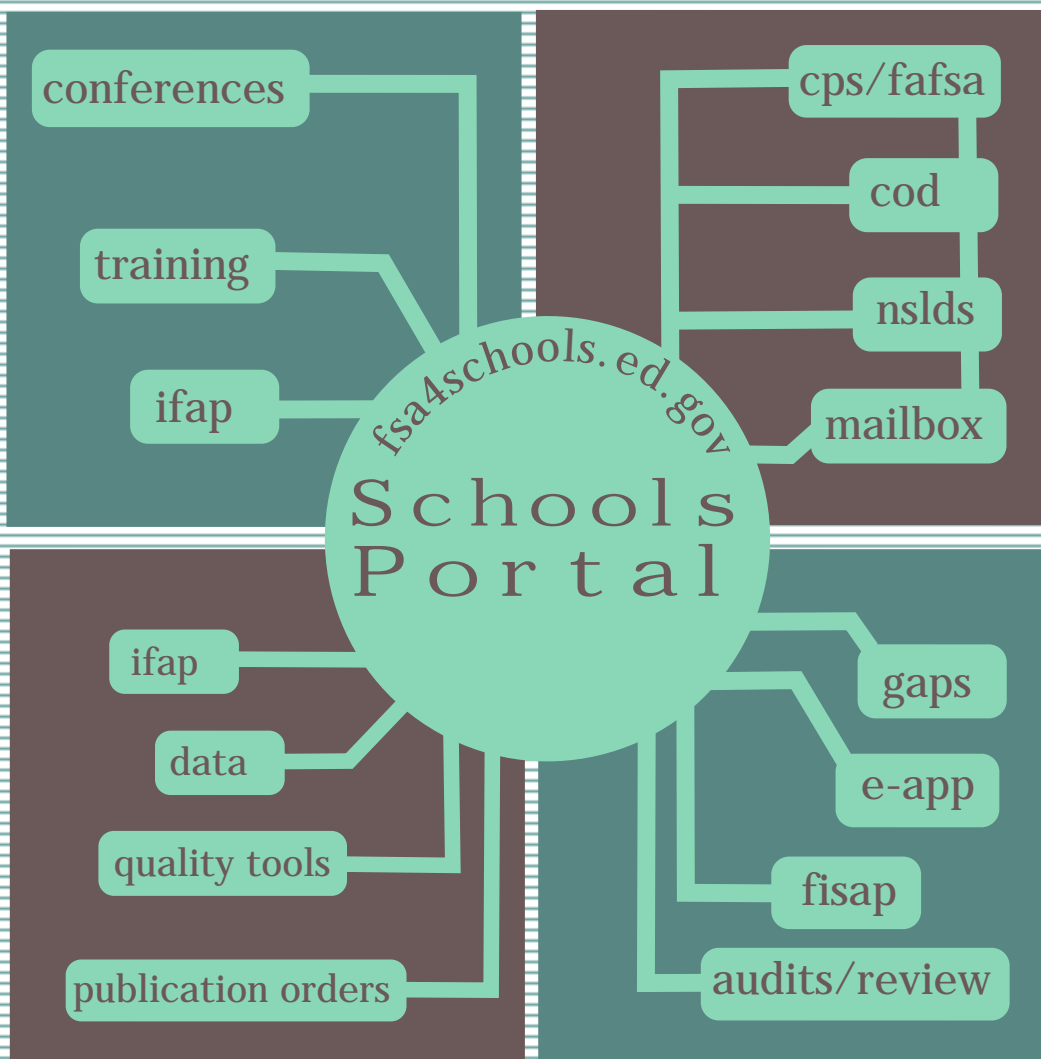 conferences
training
ifap
cps/fafsa
cod
nslds
mailbox
fsa4schools.ed.gov
Schools
Portal
ifap
data
quality tools
publication orders
gaps
e-app
fisap
audits/review